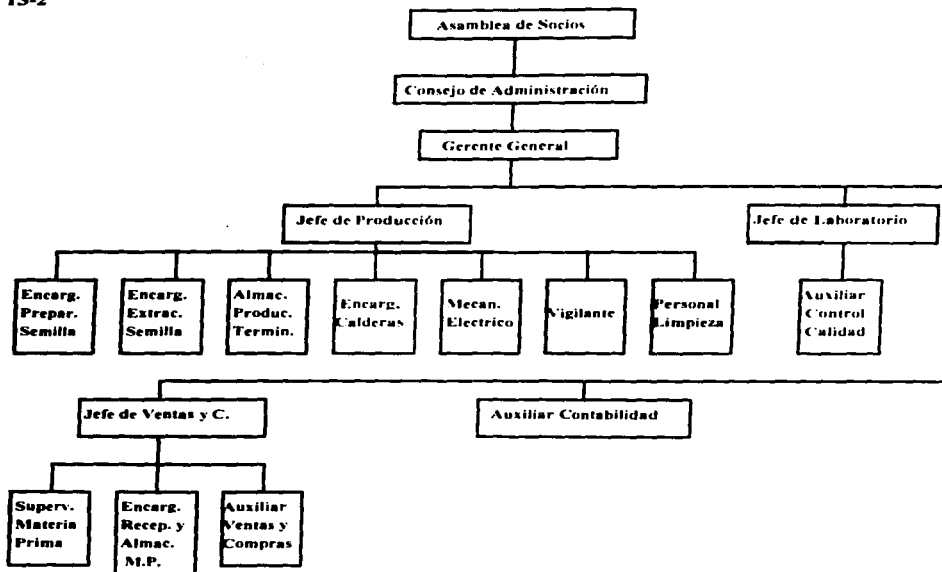 13-2
Asamblea de Socios
Consejo de Administración
Gerente General
Jefe de Producción
Jefe de Laboratorio
Encarg.
Prepar.
Semilla
Encarg.
Extrac.
Semilla
Almac.
Produc.
Termin.
Encarg.
Calderas
Mecan.
Electrico
Vigilante
Personal
Limpieza
Auxiliar
Control
Calidad
Jefe de Ventas y C.
Auxiliar Contabilidad
Superv.
Materia
Prima
Encarg.
Recep. y
Almac.
M.P.
Auxiliar
Ventas y
Compras